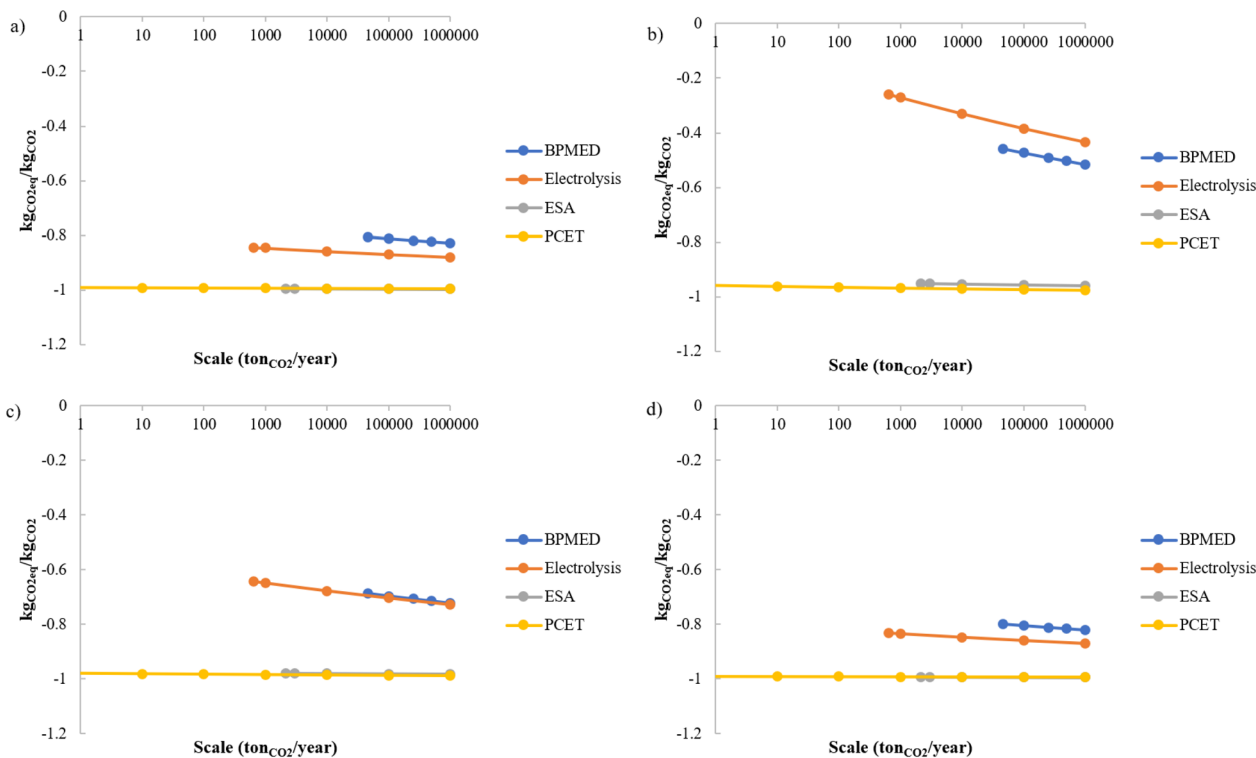 a)
0
1 10 100 1000 10000 100000 1000000
-0.2
-0.4
-0.6
-0.8
-1
-1.2
kgCO2eq/kgCO2
Scale (tonCO2/year)
BPMED
Electrolysis
ESA
PCET
b)
0
1 10 100 1000 10000 100000 1000000
-0.2
-0.4
-0.6
-0.8
-1
-1.2
kgCO2eq/kgCO2
Scale (tonCO2/year)
BPMED
Electrolysis
ESA
PCET
c)
0
1 10 100 1000 10000 100000 1000000
-0.2
-0.4
-0.6
-0.8
-1
-1.2
kgCO2eq/kgCO2
Scale (tonCO2/year)
BPMED
Electrolysis
ESA
PCET
d)
0
1 10 100 1000 10000 100000 1000000
-0.2
-0.4
-0.6
-0.8
-1
-1.2
kgCO2eq/kgCO2
Scale (tonCO2/year)
BPMED
Electrolysis
ESA
PCET